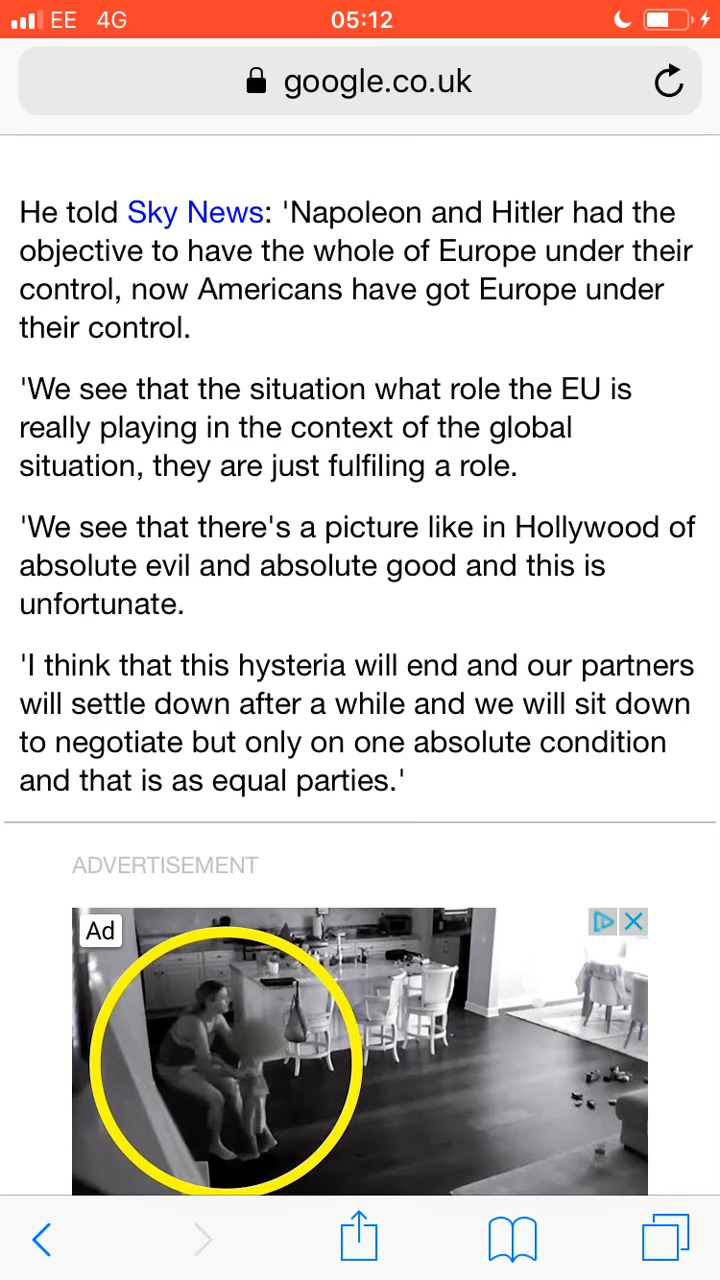 EE 4G 05:12
google.co.uk
He told Sky News: 'Napoleon and Hitler had the
objective to have the whole of Europe under their
control, now Americans have got Europe under
their control.
'We see that the situation what role the EU is
really playing in the context of the global
situation, they are just fulfiling a role.
'We see that there's a picture like in Hollywood of
absolute evil and absolute good and this is
unfortunate.
'I think that this hysteria will end and our partners
will settle down after a while and we will sit down
to negotiate but only on one absolute condition
and that is as equal parties.'
ADVERTISEMENT
Ad